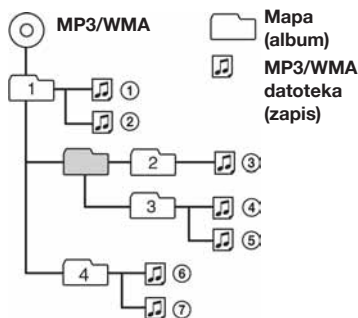 MP3/WMA
Mapa
(album)
MP3/WMA
datoteka
(zapis)
1
①
②
2
③
3
④
⑤
4
⑥
⑦